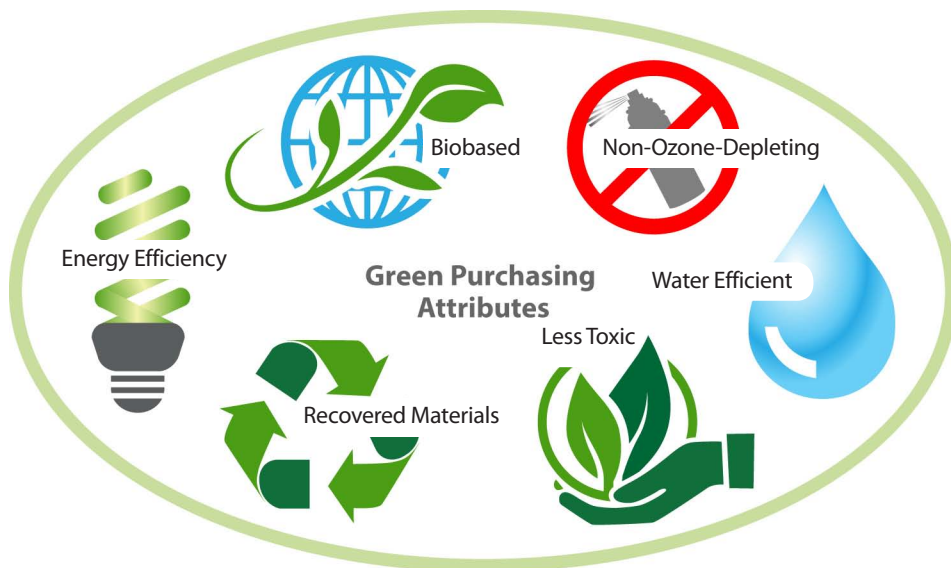 Biobased
Non-Ozone-Depleting
Energy Efficiency
Green Purchasing
Attributes
Water Efficient
Less Toxic
Recovered Materials